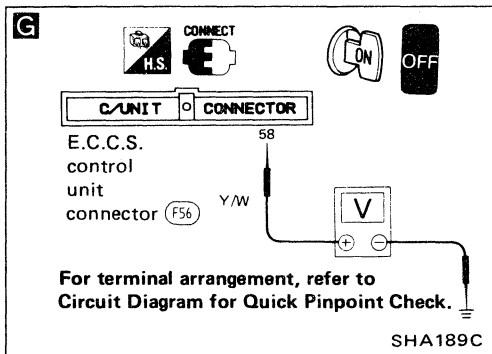 G
CONNECT
H.S.
ON
OFF
C/UNIT O CONNECTOR
58
E.C.C.S.
control
unit
connector F56
Y/W
V
+ −
For terminal arrangement, refer to
Circuit Diagram for Quick Pinpoint Check.
SHA189C